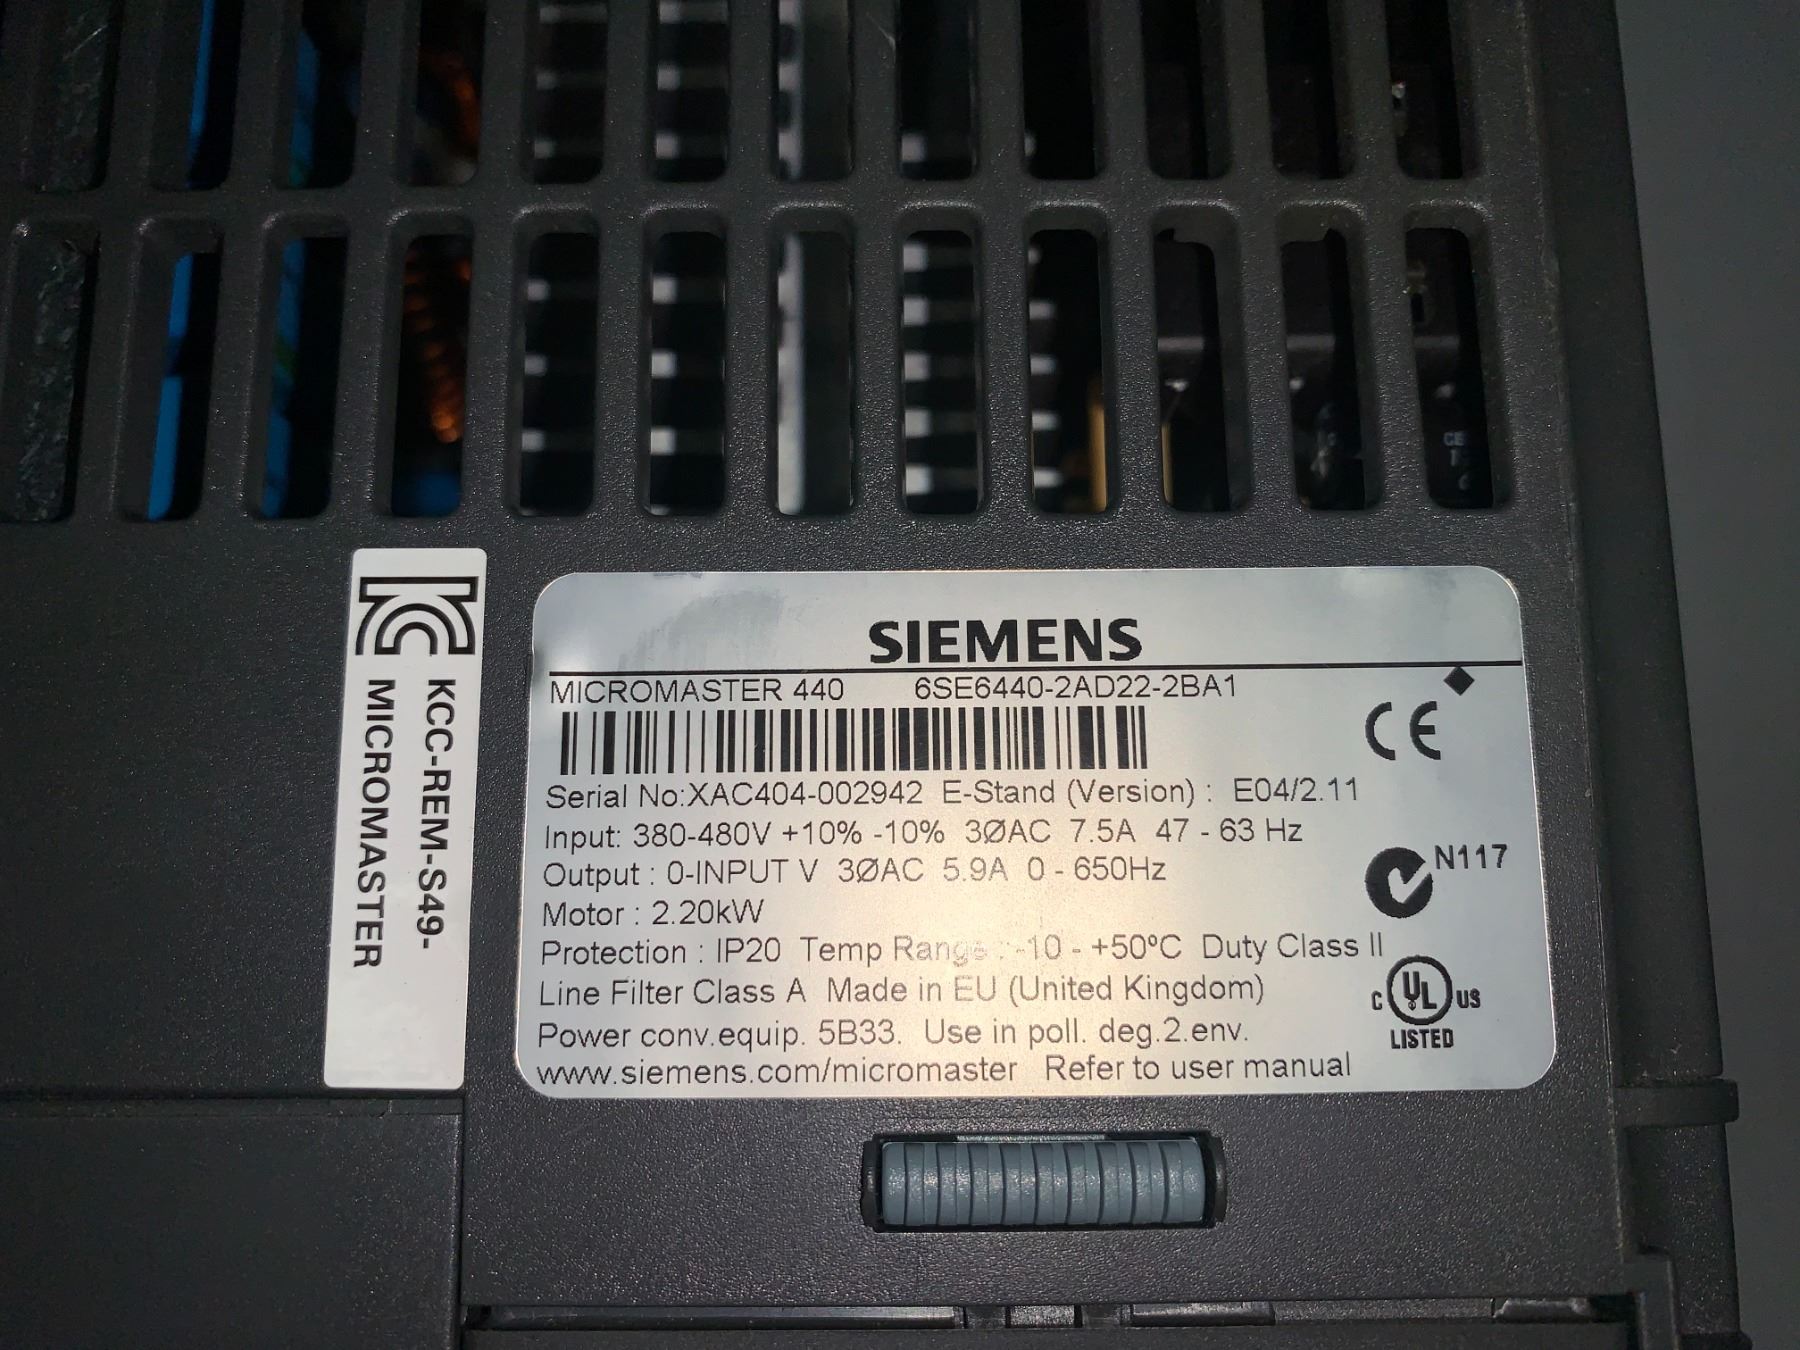 SIEMENS
MICROMASTER 440 6SE6440-2AD22-2BA1
CE
Serial No:XAC404-002942 E-Stand (Version) : E04/2.11
Input: 380-480V +10% -10% 3ØAC 7.5A 47 - 63 Hz
Output : 0-INPUT V 3ØAC 5.9A 0 - 650Hz
N117
Motor : 2.20kW
Protection : IP20 Temp Range : -10 - +50°C Duty Class II
Line Filter Class A Made in EU (United Kingdom)
C UL US
LISTED
Power conv.equip. 5B33. Use in poll. deg.2.env.
www.siemens.com/micromaster Refer to user manual
KCC-REM-S49-
MICROMASTER